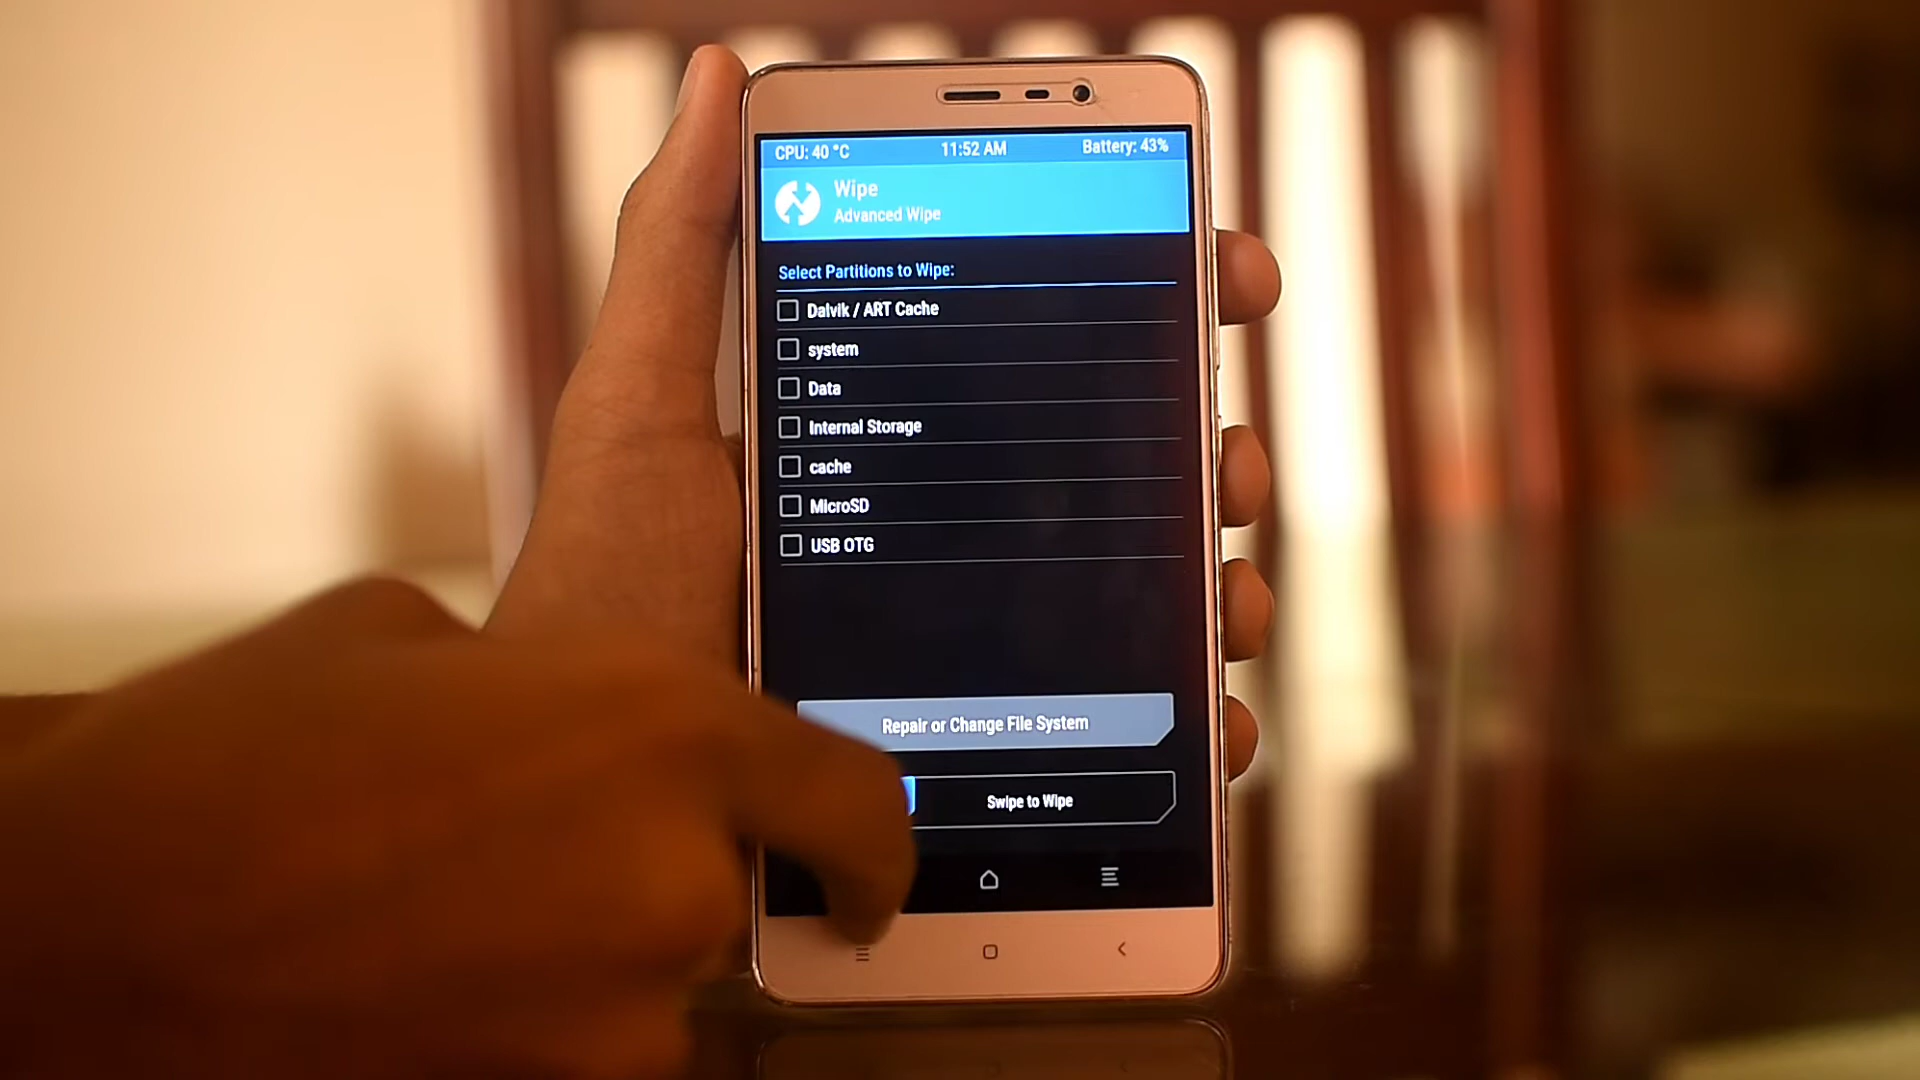 CPU: 40 °C 11:52 AM Battery: 43%
Wipe
Advanced Wipe
Select Partitions to Wipe:
Dalvik / ART Cache
system
Data
Internal Storage
cache
MicroSD
USB OTG
Repair or Change File System
Swipe to Wipe